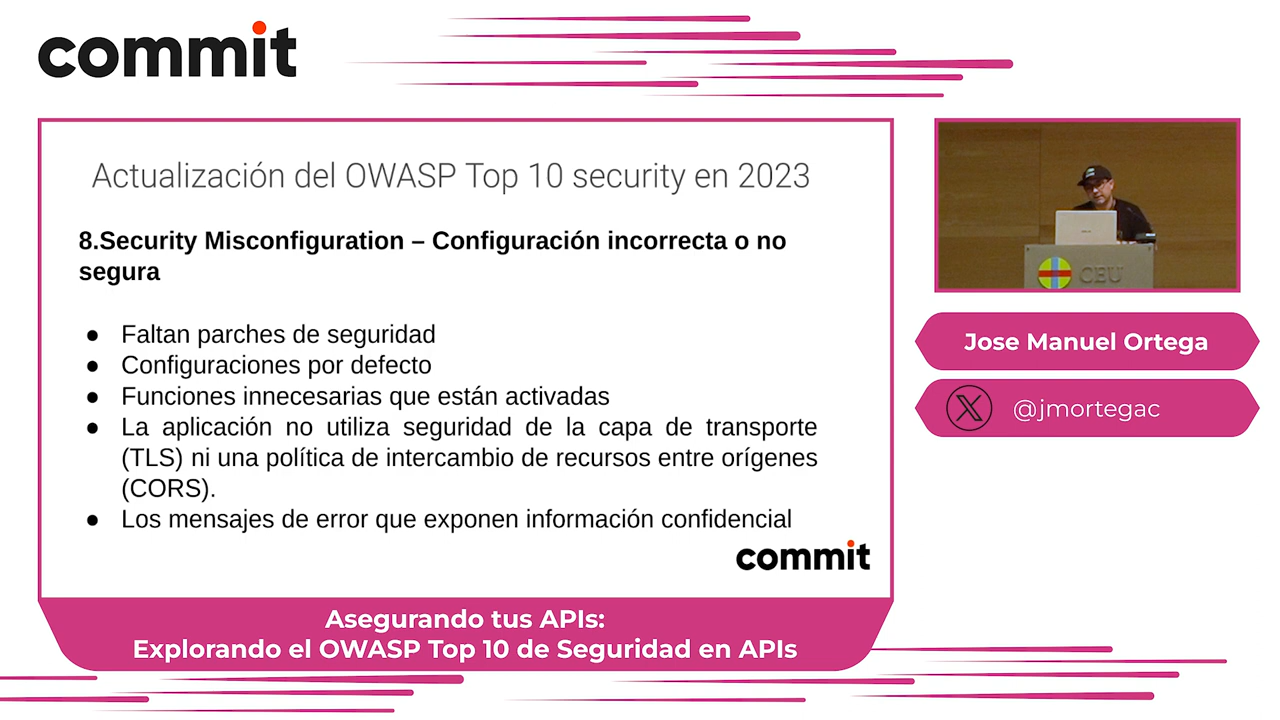 commit
Actualización del OWASP Top 10 security en 2023
8.Security Misconfiguration – Configuración incorrecta o no
segura
● Faltan parches de seguridad
● Configuraciones por defecto
● Funciones innecesarias que están activadas
● La aplicación no utiliza seguridad de la capa de transporte
(TLS) ni una política de intercambio de recursos entre orígenes
(CORS).
● Los mensajes de error que exponen información confidencial
commit
Asegurando tus APIs:
Explorando el OWASP Top 10 de Seguridad en APIs
CEU
Jose Manuel Ortega
@jmortegac